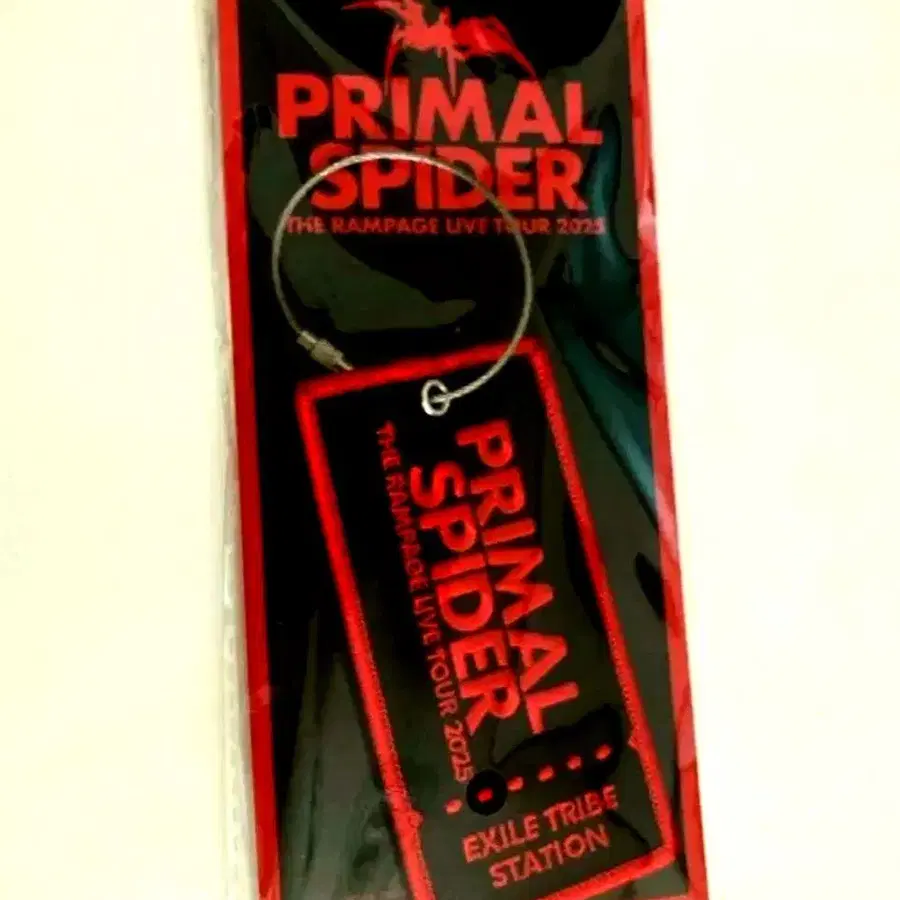 PRIMAL
SPIDER
THE RAMPAGE LIVE TOUR 2025
PRIMAL
SPIDER
THE RAMPAGE LIVE TOUR 2025
EXILE TRIBE
STATION